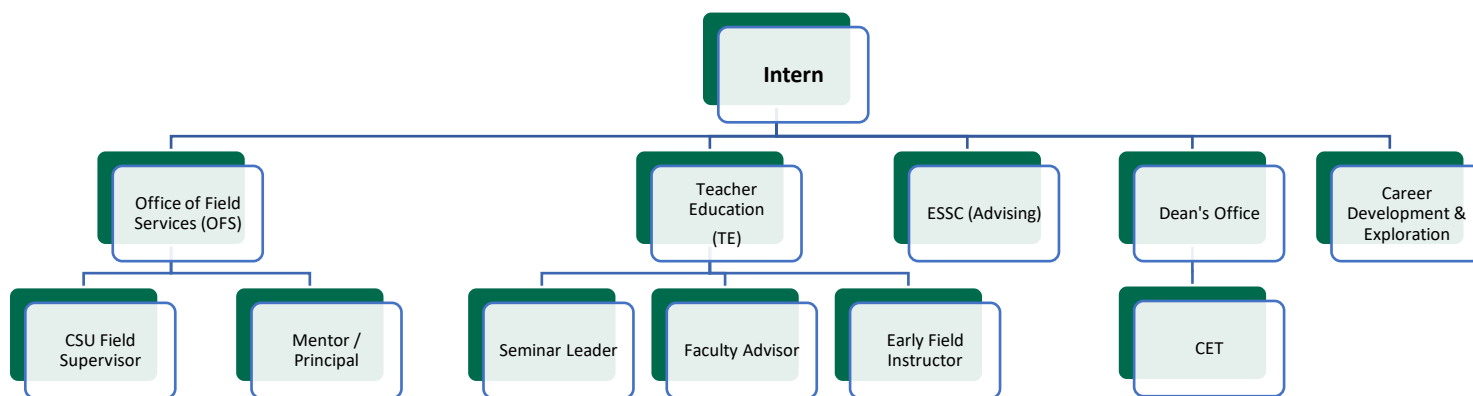 Intern
Office of Field
Services (OFS)
Teacher
Education
(TE)
ESSC (Advising)
Dean's Office
Career
Development &
Exploration
CSU Field
Supervisor
Mentor /
Principal
Seminar Leader
Faculty Advisor
Early Field
Instructor
CET